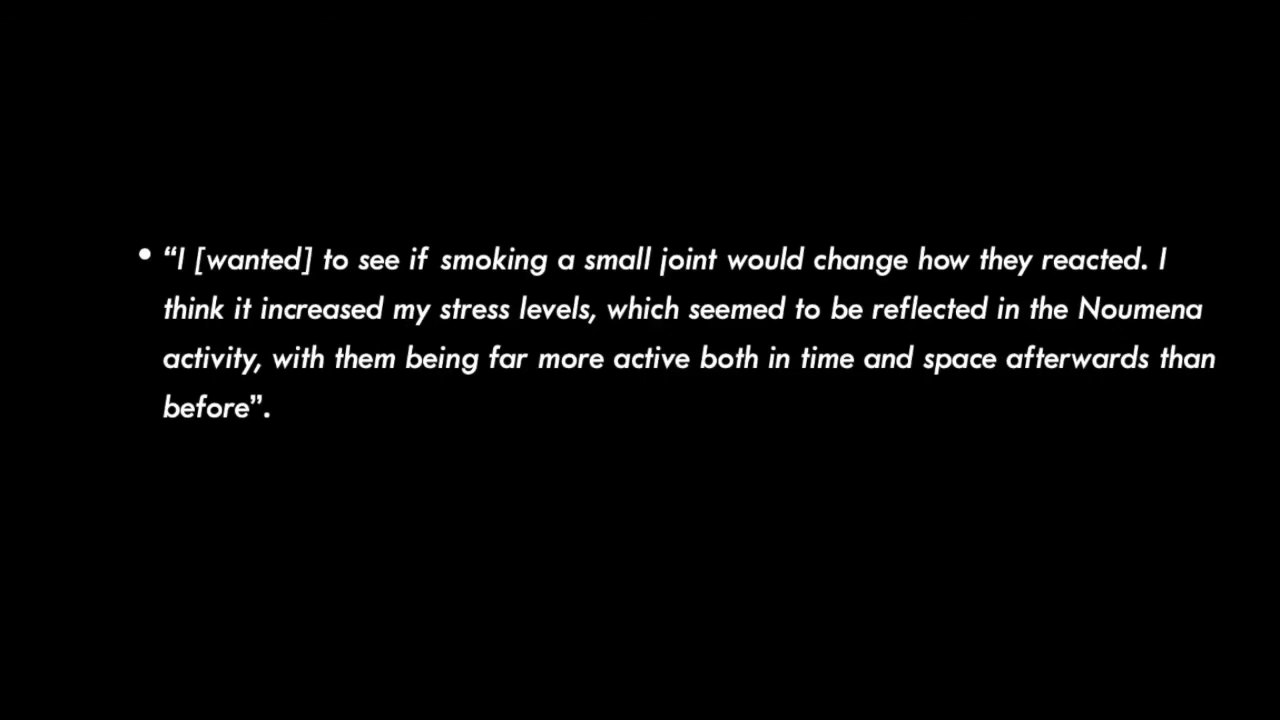 • “I [wanted] to see if smoking a small joint would change how they reacted. I
think it increased my stress levels, which seemed to be reflected in the Noumena
activity, with them being far more active both in time and space afterwards than
before”.